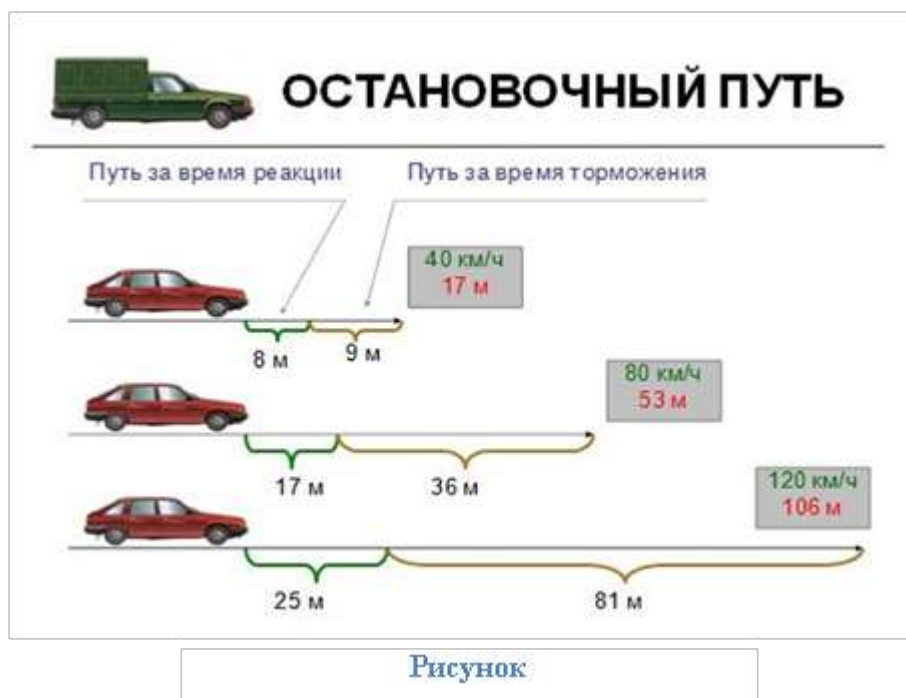 ОСТАНОВОЧНЫЙ ПУТЬ
Путь за время реакции
Путь за время торможения
40 км/ч
17 м
8 м
9 м
80 км/ч
53 м
17 м
36 м
120 км/ч
106 м
25 м
81 м
Рисунок